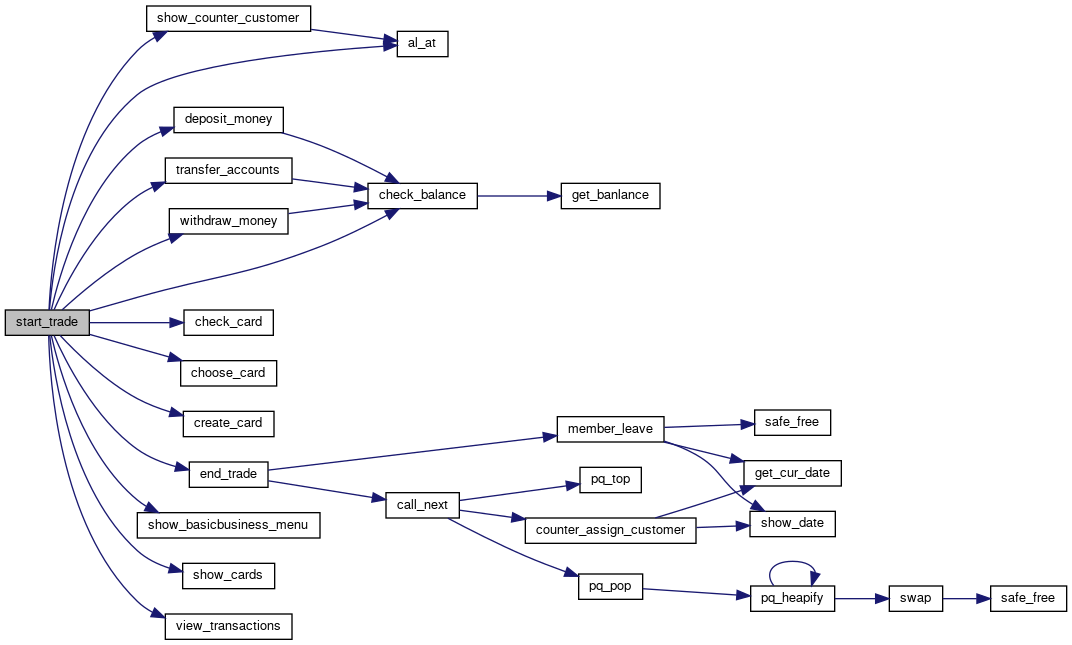 show_counter_customer
al_at
deposit_money
transfer_accounts
check_balance
get_banlance
withdraw_money
start_trade
check_card
choose_card
create_card
member_leave
safe_free
end_trade
get_cur_date
pq_top
call_next
show_basicbusiness_menu
counter_assign_customer
show_date
show_cards
pq_pop
pq_heapify
swap
safe_free
view_transactions